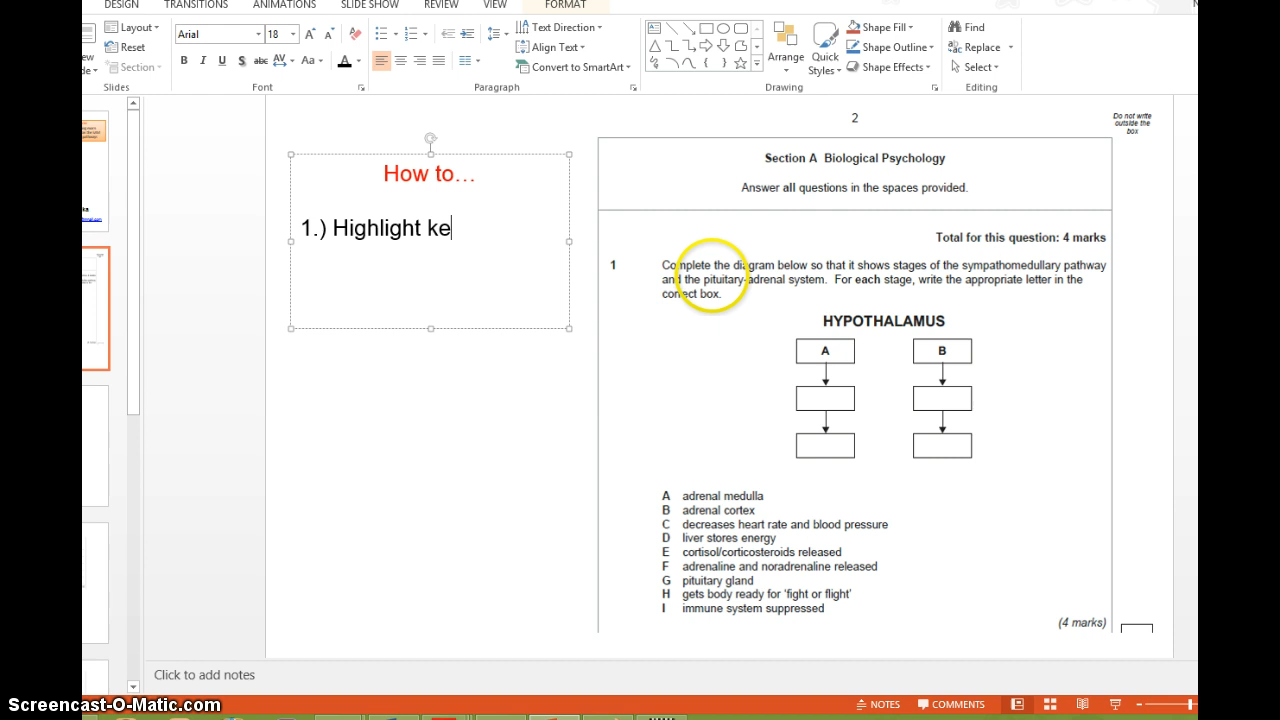 DESIGN TRANSITIONS ANIMATIONS SLIDE SHOW REVIEW VIEW FORMAT
Layout Arial 18 Text Direction Shape Fill Find
Reset Align Text Arrange Quick Styles Shape Outline Replace
Section B I U S abc AV Aa A Convert to SmartArt Shape Effects Select
Slides Font Paragraph Drawing Editing
2
Do not write
outside the
box
How to…
1.) Highlight ke
Section A Biological Psychology
Answer all questions in the spaces provided.
Total for this question: 4 marks
1 Complete the diagram below so that it shows stages of the sympathomedullary pathway
and the pituitary-adrenal system. For each stage, write the appropriate letter in the
correct box.
HYPOTHALAMUS
A B
A adrenal medulla
B adrenal cortex
C decreases heart rate and blood pressure
D liver stores energy
E cortisol/corticosteroids released
F adrenaline and noradrenaline released
G pituitary gland
H gets body ready for ‘fight or flight’
I immune system suppressed
(4 marks)
Click to add notes
Screencast-O-Matic.com
NOTES COMMENTS